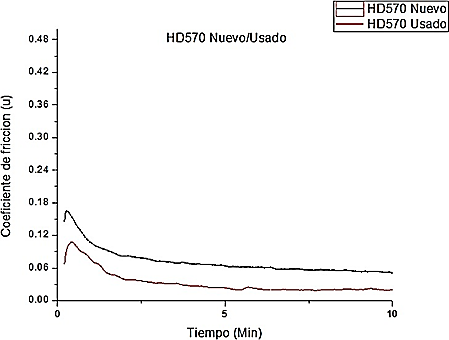 HD570 Nuevo
HD570 Usado
HD570 Nuevo/Usado
Coeficiente de friccion (u)
0.48
0.42
0.36
0.30
0.24
0.18
0.12
0.06
0.00
0
5
10
Tiempo (Min)